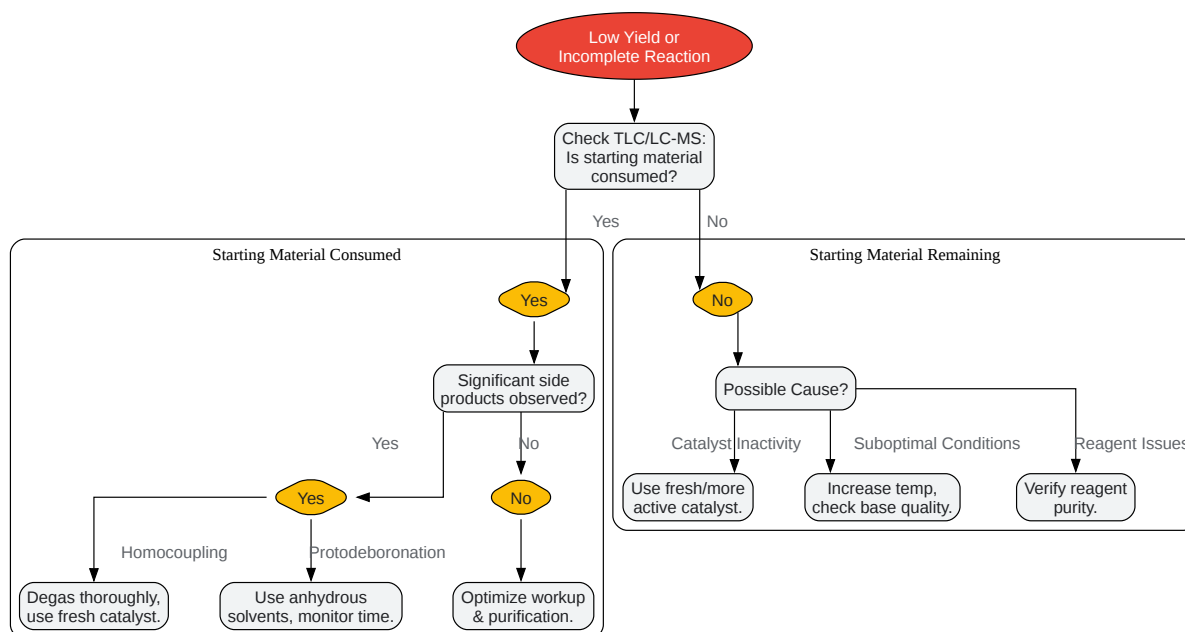 Low Yield or
Incomplete Reaction
Check TLC/LC-MS:
Is starting material
consumed?
Yes
No
Starting Material Consumed
Starting Material Remaining
Yes
No
Significant side
products observed?
Possible Cause?
Yes
No
Catalyst Inactivity
Suboptimal Conditions
Reagent Issues
Yes
No
Use fresh/more
active catalyst.
Increase temp,
check base quality.
Verify reagent
purity.
Homocoupling
Protodeboronation
Degas thoroughly,
use fresh catalyst.
Use anhydrous
solvents, monitor time.
Optimize workup
& purification.